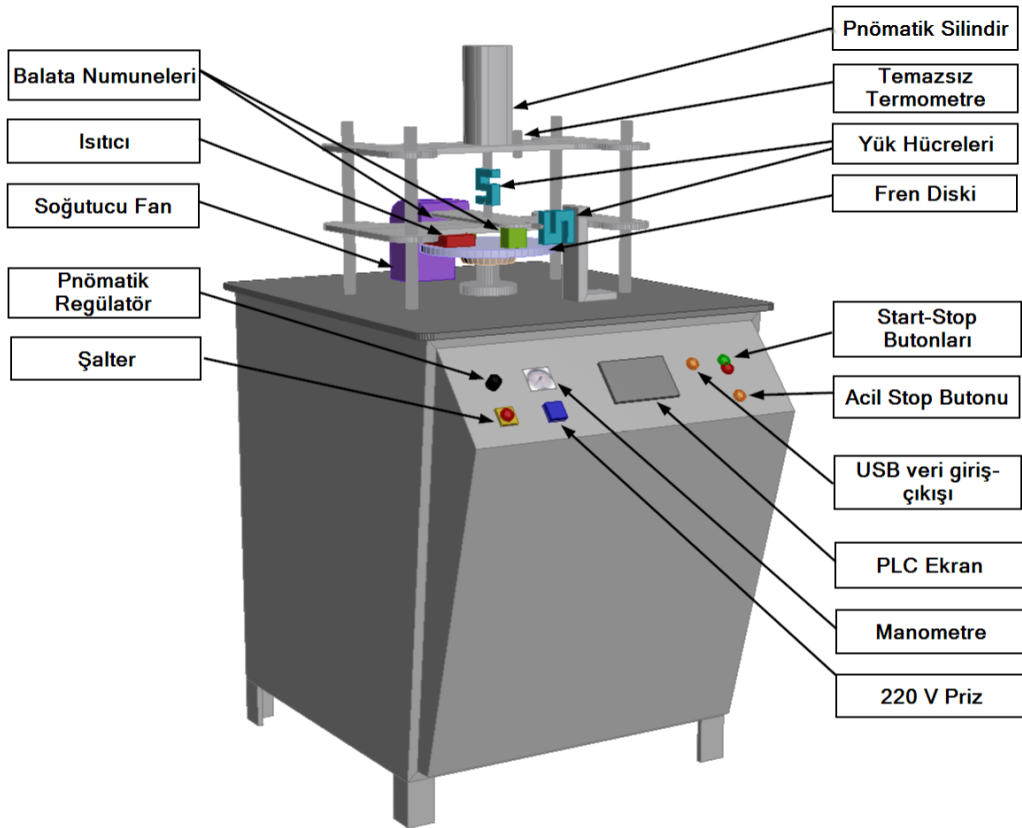 Balata Numuneleri
Isıtıcı
Soğutucu Fan
Pnömatik
Regülatör
Şalter
Pnömatik Silindir
Temazsız
Termometre
Yük Hücreleri
Fren Diski
Start-Stop
Butonları
Acil Stop Butonu
USB veri giriş-
çıkışı
PLC Ekran
Manometre
220 V Priz